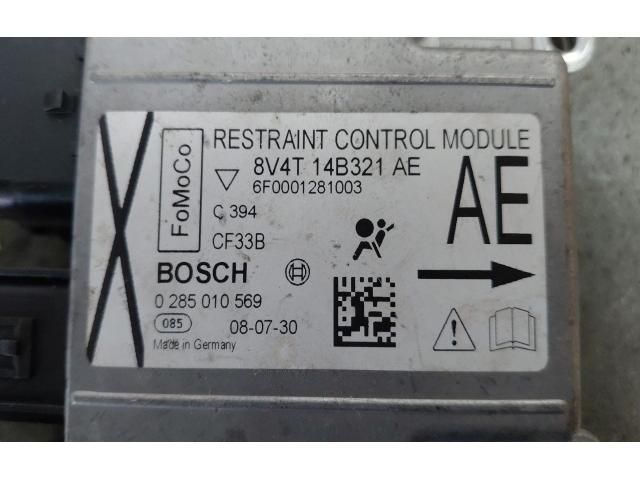 X
FoMoCo
RESTRAINT CONTROL MODULE
8V4T 14B321 AE
6F0001281003
C 394
CF33B
AE
BOSCH
0 285 010 569
085
08-07-30
Made in Germany